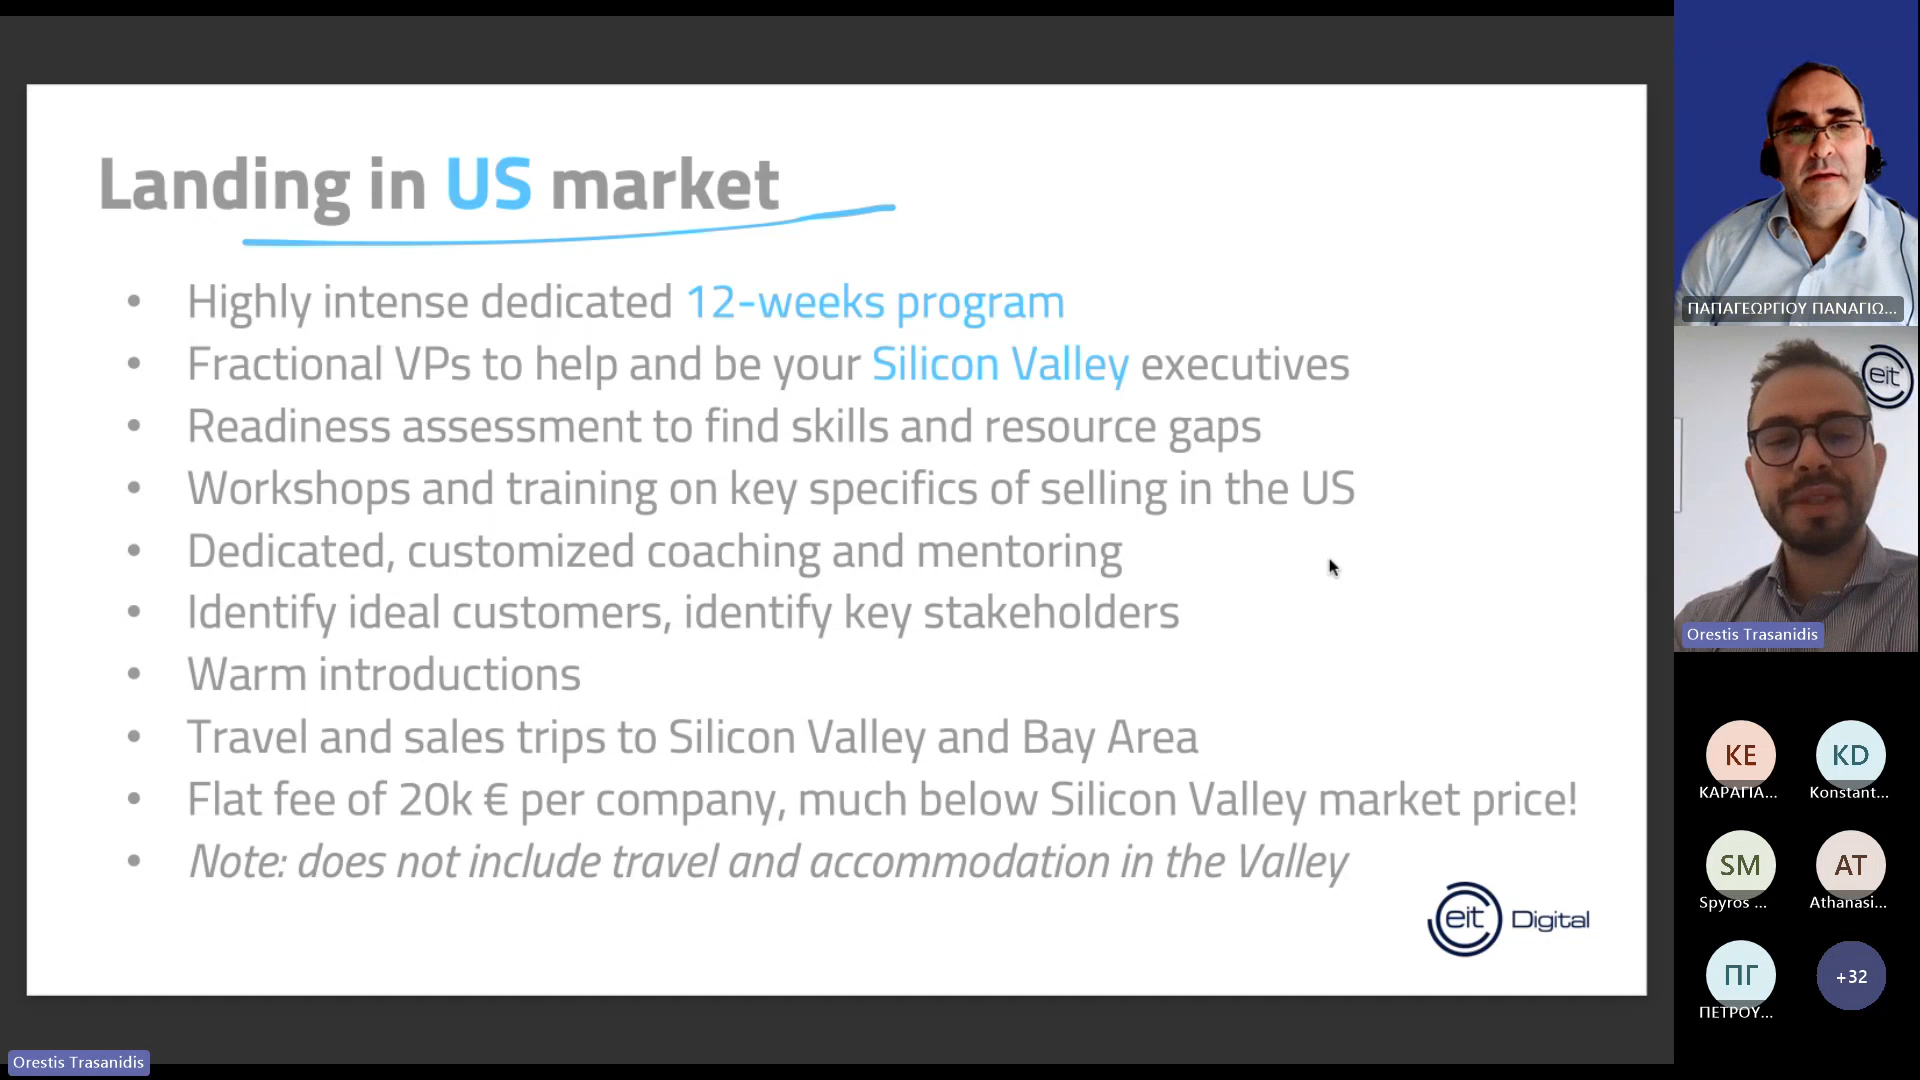 Landing in US market
• Highly intense dedicated 12-weeks program
• Fractional VPs to help and be your Silicon Valley executives
• Readiness assessment to find skills and resource gaps
• Workshops and training on key specifics of selling in the US
• Dedicated, customized coaching and mentoring
• Identify ideal customers, identify key stakeholders
• Warm introductions
• Travel and sales trips to Silicon Valley and Bay Area
• Flat fee of 20k € per company, much below Silicon Valley market price!
• Note: does not include travel and accommodation in the Valley
eit Digital
Orestis Trasanidis
ΠΑΠΑΓΕΩΡΓΙΟΥ ΠΑΝΑΓΙΩ...
eit
Orestis Trasanidis
KE
KD
ΚΑΡΑΓΙΑ...
Konstant...
SM
AT
Spyros ...
Athanasi...
ΠΓ
+32
ΠΕΤΡΟΥ...